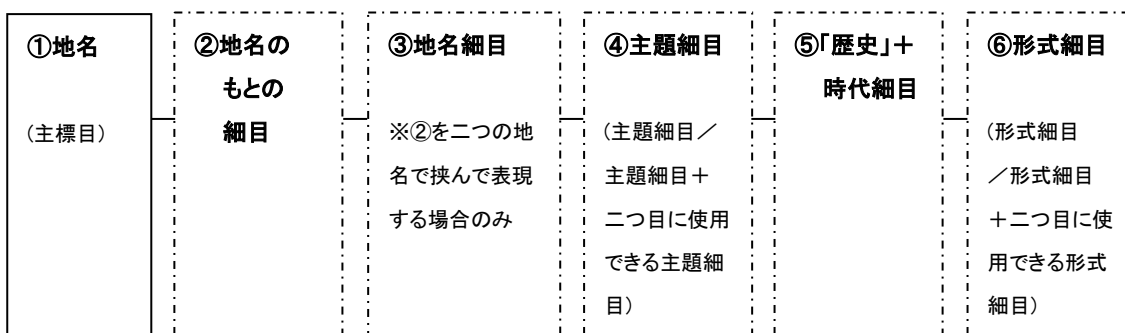 ①地名
(主標目)
②地名の
もとの
細目
③地名細目
※②を二つの地
名で挟んで表現
する場合のみ
④主題細目
(主題細目／
主題細目＋
二つ目に使用
できる主題細
目)
⑤「歴史」＋
時代細目
⑥形式細目
(形式細目
／形式細目
＋二つ目に使
用できる形式
細目)